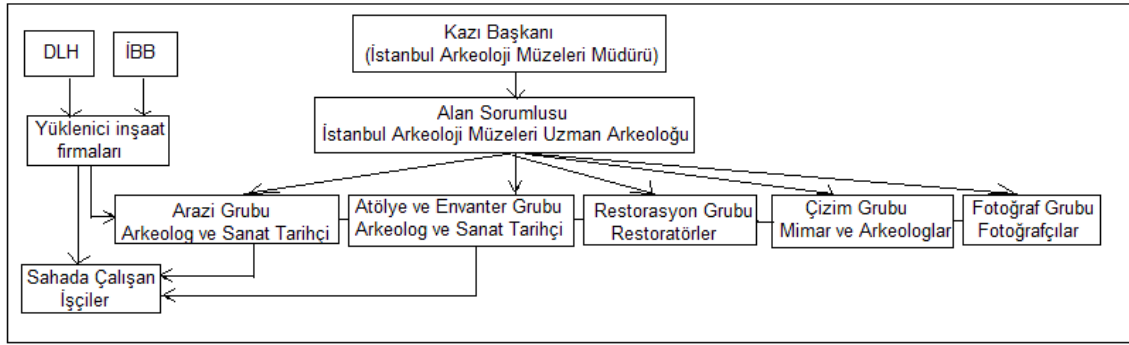 DLH
İBB
Kazı Başkanı
(İstanbul Arkeoloji Müzeleri Müdürü)
Yüklenici inşaat
firmaları
Alan Sorumlusu
İstanbul Arkeoloji Müzeleri Uzman Arkeoloğu
Arazi Grubu
Arkeolog ve Sanat Tarihçi
Atölye ve Envanter Grubu
Arkeolog ve Sanat Tarihçi
Restorasyon Grubu
Restoratörler
Çizim Grubu
Mimar ve Arkeologlar
Fotoğraf Grubu
Fotoğrafçılar
Sahada Çalışan
İşçiler